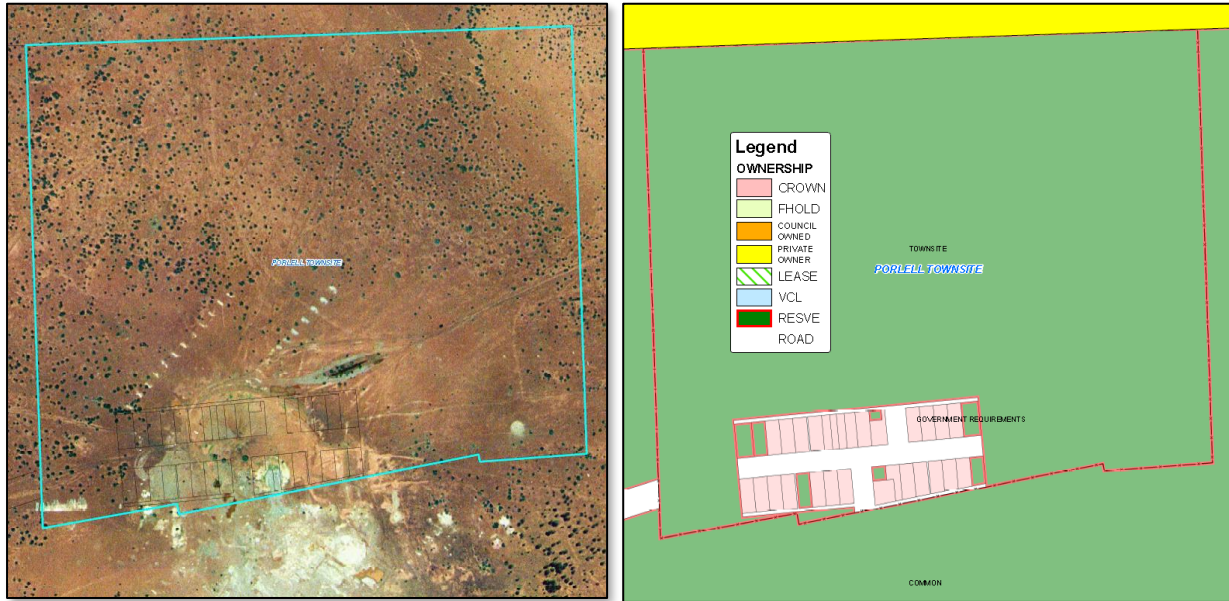 PORLELL TOWNSITE
Legend
OWNERSHIP
CROWN
FHOLD
COUNCIL
OWNED
PRIVATE
OWNER
LEASE
VCL
RESVE
ROAD
TOWNSITE
PORLELL TOWNSITE
GOVERNMENT REQUIREMENTS
COMMON